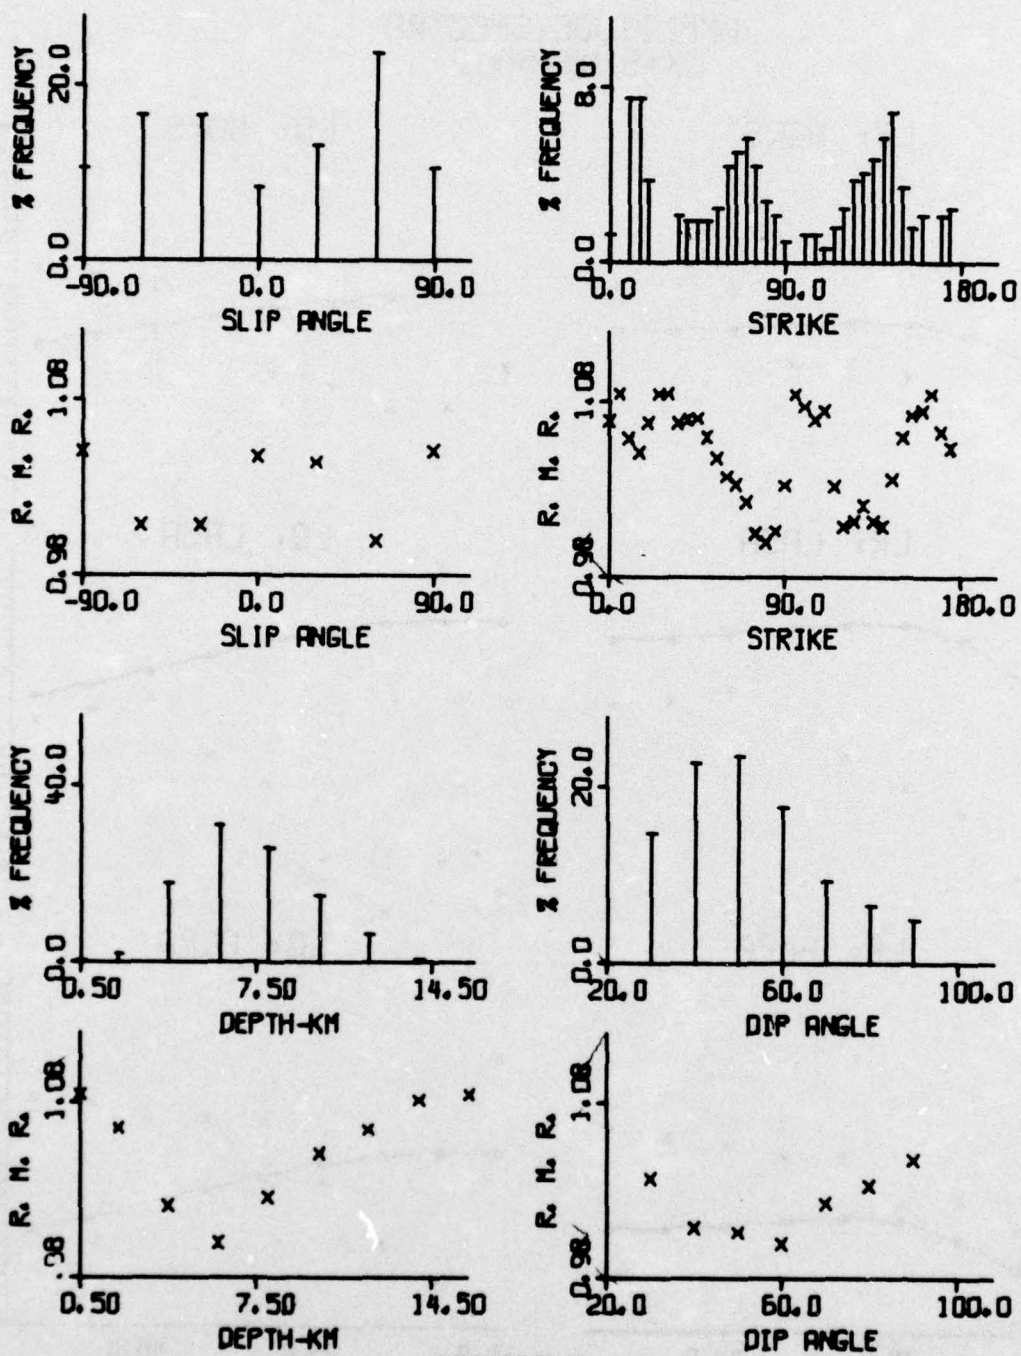 % FREQUENCY
20.0
0.0
-90.0 0.0 90.0
SLIP ANGLE
% FREQUENCY
8.0
0.0
0.0 90.0 180.0
STRIKE
R. M. R.
1.08
0.98
-90.0 0.0 90.0
SLIP ANGLE
R. M. R.
1.08
0.98
0.0 90.0 180.0
STRIKE
% FREQUENCY
40.0
0.0
0.50 7.50 14.50
DEPTH-KM
% FREQUENCY
20.0
0.0
20.0 60.0 100.0
DIP ANGLE
R. M. R.
1.08
.98
0.50 7.50 14.50
DEPTH-KM
R. M. R.
1.08
0.98
20.0 60.0 100.0
DIP ANGLE